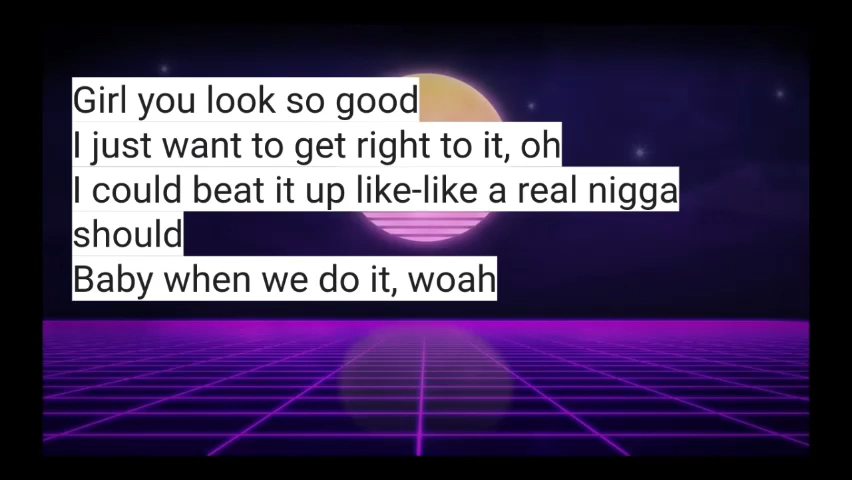 Girl you look so good
I just want to get right to it, oh
I could beat it up like-like a real nigga
should
Baby when we do it, woah